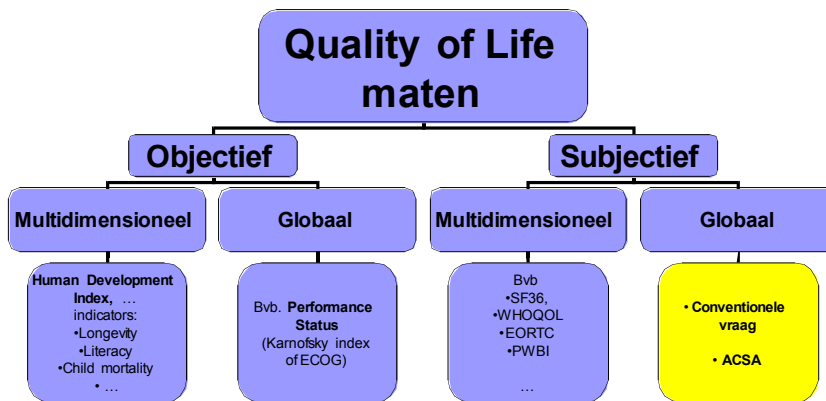 Quality of Life
maten
Objectief
Subjectief
Multidimensioneel
Globaal
Multidimensioneel
Globaal
Human Development
Index, …
indicators:
•Longevity
•Literacy
•Child mortality
• …
Bvb. Performance
Status
(Karnofsky index
of ECOG)
Bvb
•SF36,
•WHOQOL
•EORTC
•PWBI
…
• Conventionele
vraag
• ACSA